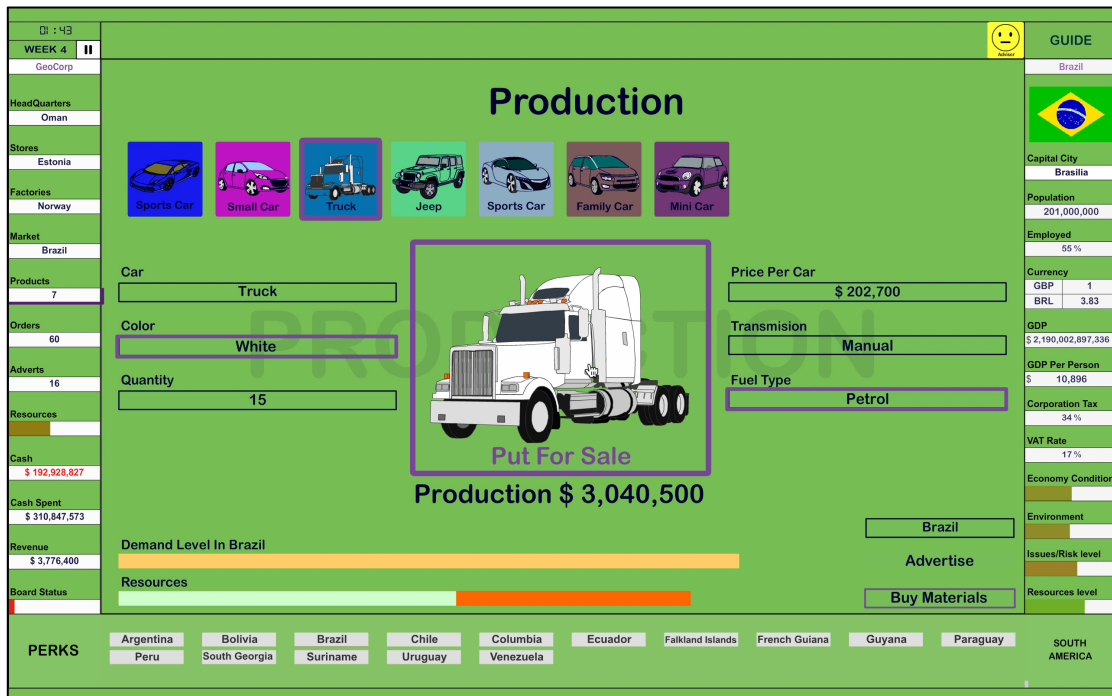 01 : 43
WEEK 4
GeoCorp
HeadQuarters
Oman
Stores
Estonia
Factories
Norway
Market
Brazil
Products
7
Orders
60
Adverts
16
Resources
Cash
$ 192,928,827
Cash Spent
$ 310,847,573
Revenue
$ 3,776,400
Board Status
Adviser
Production
Sports Car
Small Car
Truck
Jeep
Sports Car
Family Car
Mini Car
PRODUCTION
Car
Truck
Color
White
Quantity
15
Put For Sale
Production $ 3,040,500
Price Per Car
$ 202,700
Transmision
Manual
Fuel Type
Petrol
Demand Level In Brazil
Resources
Brazil
Advertise
Buy Materials
GUIDE
Brazil
Capital City
Brasilia
Population
201,000,000
Employed
55 %
Currency
GBP 1
BRL 3.83
GDP
$ 2,190,002,897,336
GDP Per Person
$ 10,896
Corporation Tax
34 %
VAT Rate
17 %
Economy Condition
Environment
Issues/Risk level
Resources level
PERKS
Argentina Bolivia Brazil Chile Columbia Ecuador Falkland Islands French Guiana Guyana Paraguay
Peru South Georgia Suriname Uruguay Venezuela
SOUTH
AMERICA